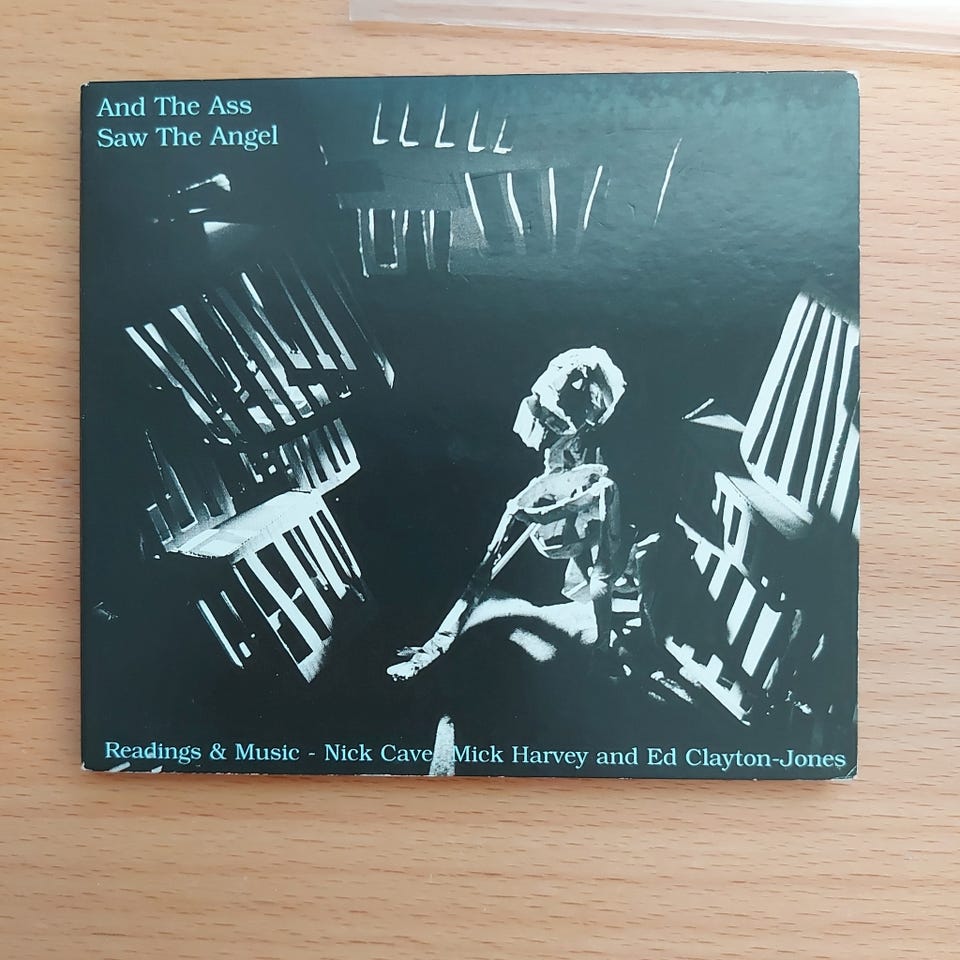 And The Ass
Saw The Angel
Readings & Music - Nick Cave, Mick Harvey and Ed Clayton-Jones